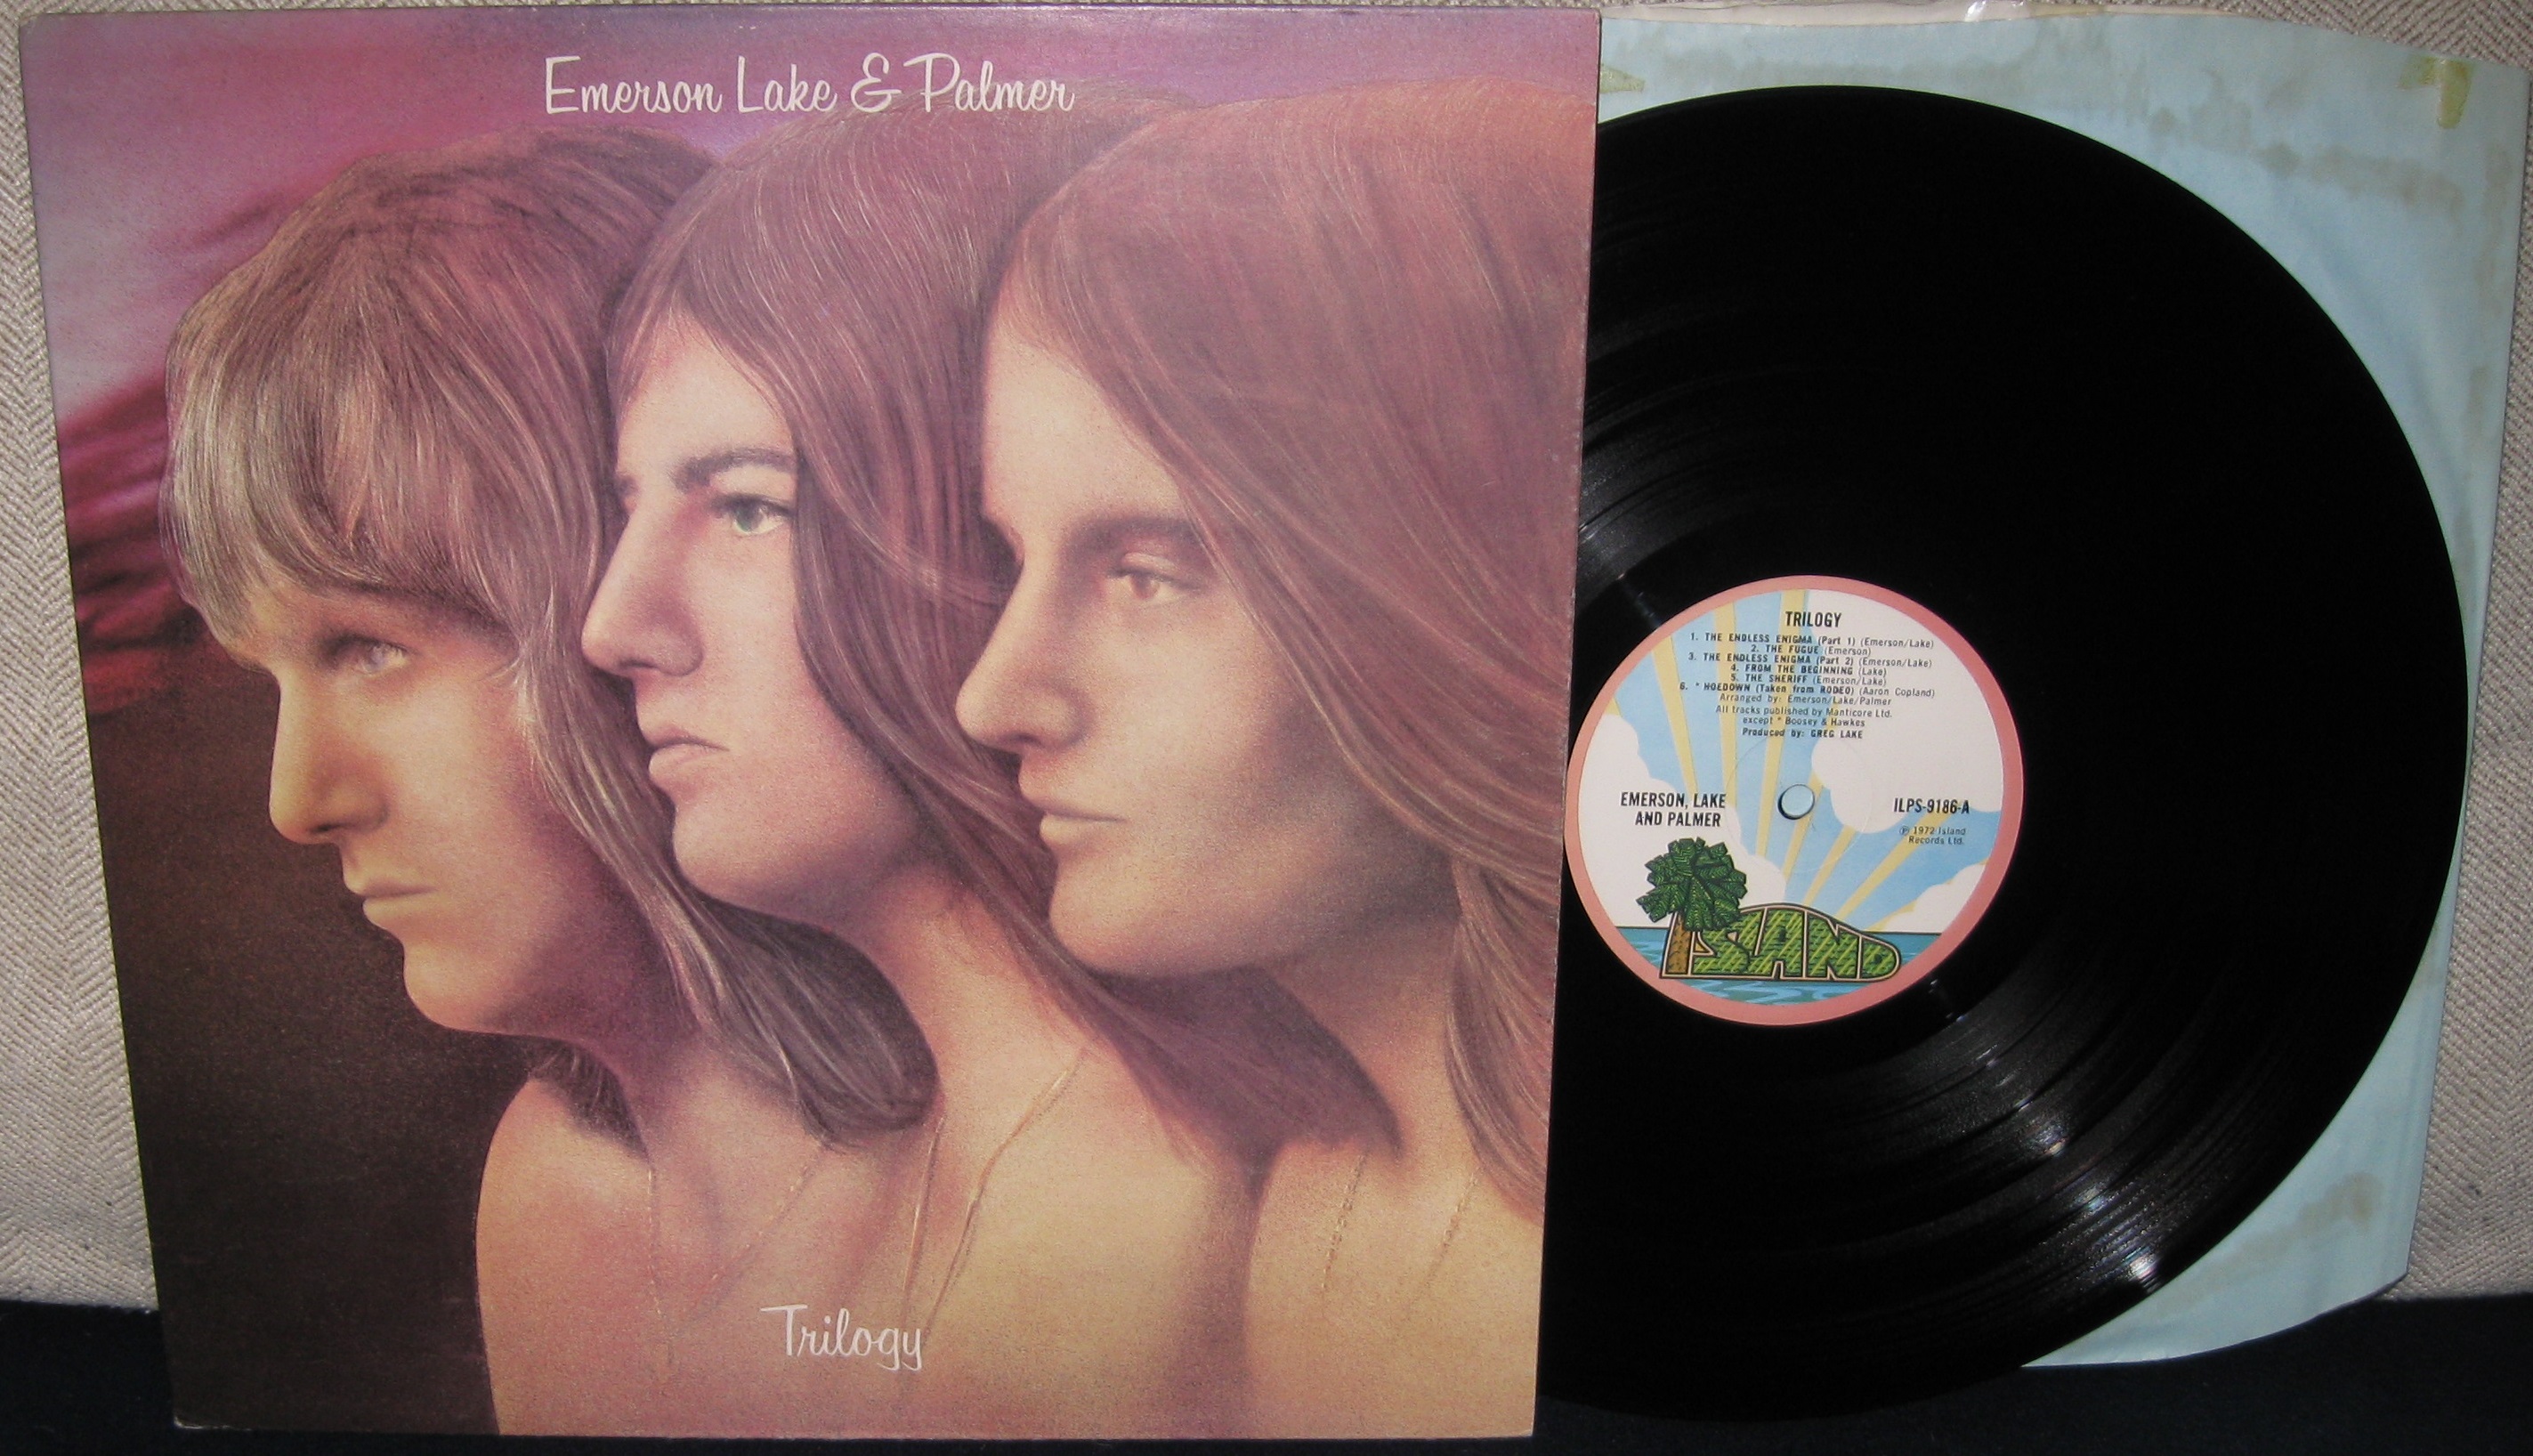 Emerson Lake & Palmer
Trilogy
TRILOGY
1. THE ENDLESS ENIGMA (Part 1) (Emerson/Lake)
2. THE FUGUE (Emerson)
3. THE ENDLESS ENIGMA (Part 2) (Emerson/Lake)
4. FROM THE BEGINNING (Lake)
5. THE SHERIFF (Emerson/Lake)
6. * HOEDOWN (Taken from RODEO) (Aaron Copland)
Arranged by: Emerson/Lake/Palmer
All tracks published by Manticore Ltd.
except * Boosey & Hawkes
Produced by: GREG LAKE
EMERSON, LAKE
AND PALMER
ILPS-9186-A
℗ 1972 Island
Records Ltd.
ISLAND